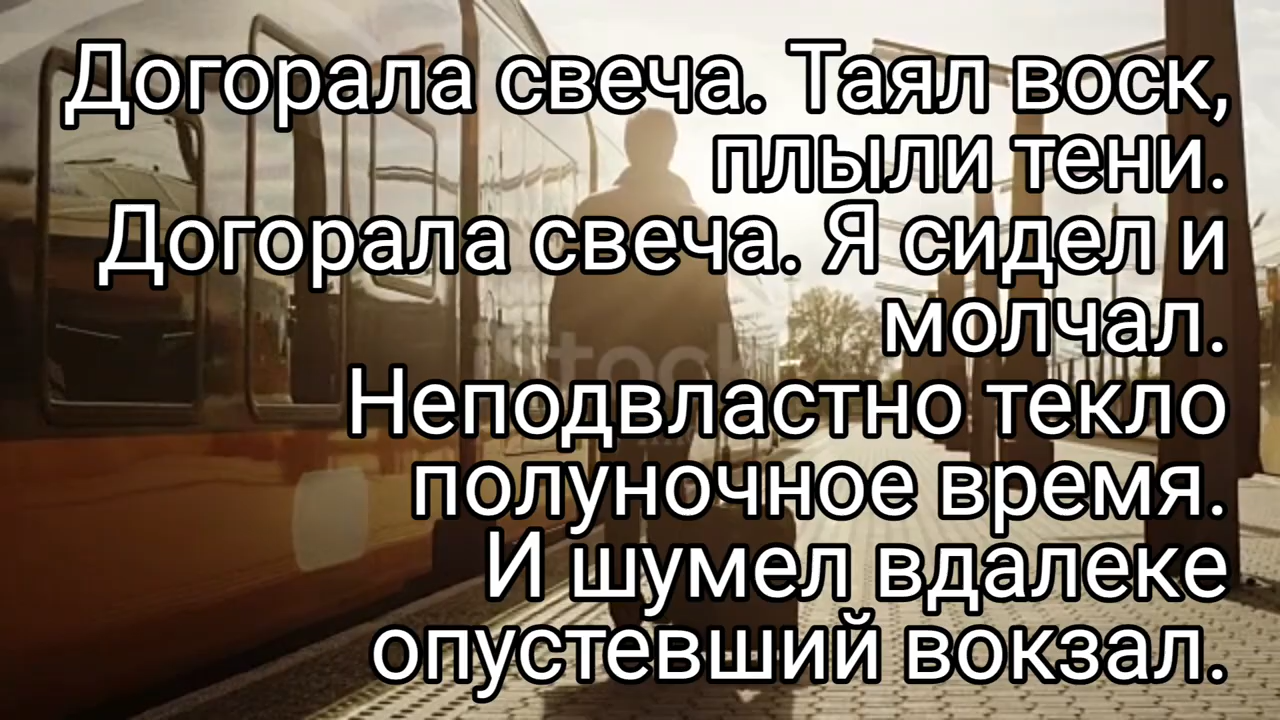 Догорала свеча. Таял воск,
плыли тени.
Догорала свеча. Я сидел и
молчал.
Неподвластно текло
полуночное время.
И шумел вдалеке
опустевший вокзал.